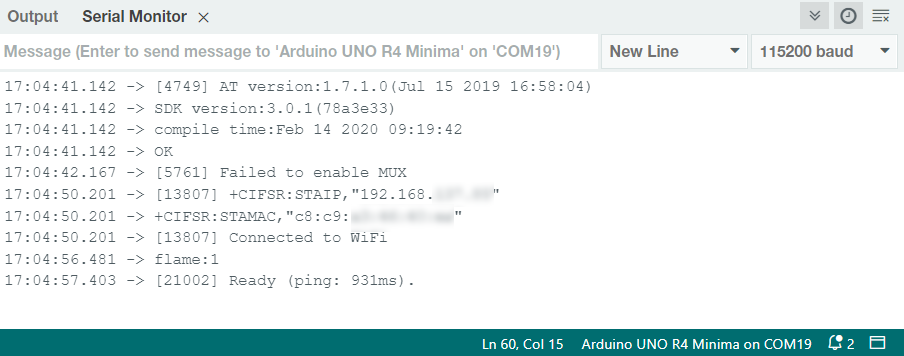 Output Serial Monitor ×
Message (Enter to send message to 'Arduino UNO R4 Minima' on 'COM19') New Line 115200 baud
17:04:41.142 -> [4749] AT version:1.7.1.0(Jul 15 2019 16:58:04)
17:04:41.142 -> SDK version:3.0.1(78a3e33)
17:04:41.142 -> compile time:Feb 14 2020 09:19:42
17:04:41.142 -> OK
17:04:42.167 -> [5761] Failed to enable MUX
17:04:50.201 -> [13807] +CIFSR:STAIP,"192.168. "
17:04:50.201 -> +CIFSR:STAMAC,"c8:c9: "
17:04:50.201 -> [13807] Connected to WiFi
17:04:56.481 -> flame:1
17:04:57.403 -> [21002] Ready (ping: 931ms).
Ln 60, Col 15 Arduino UNO R4 Minima on COM19 2